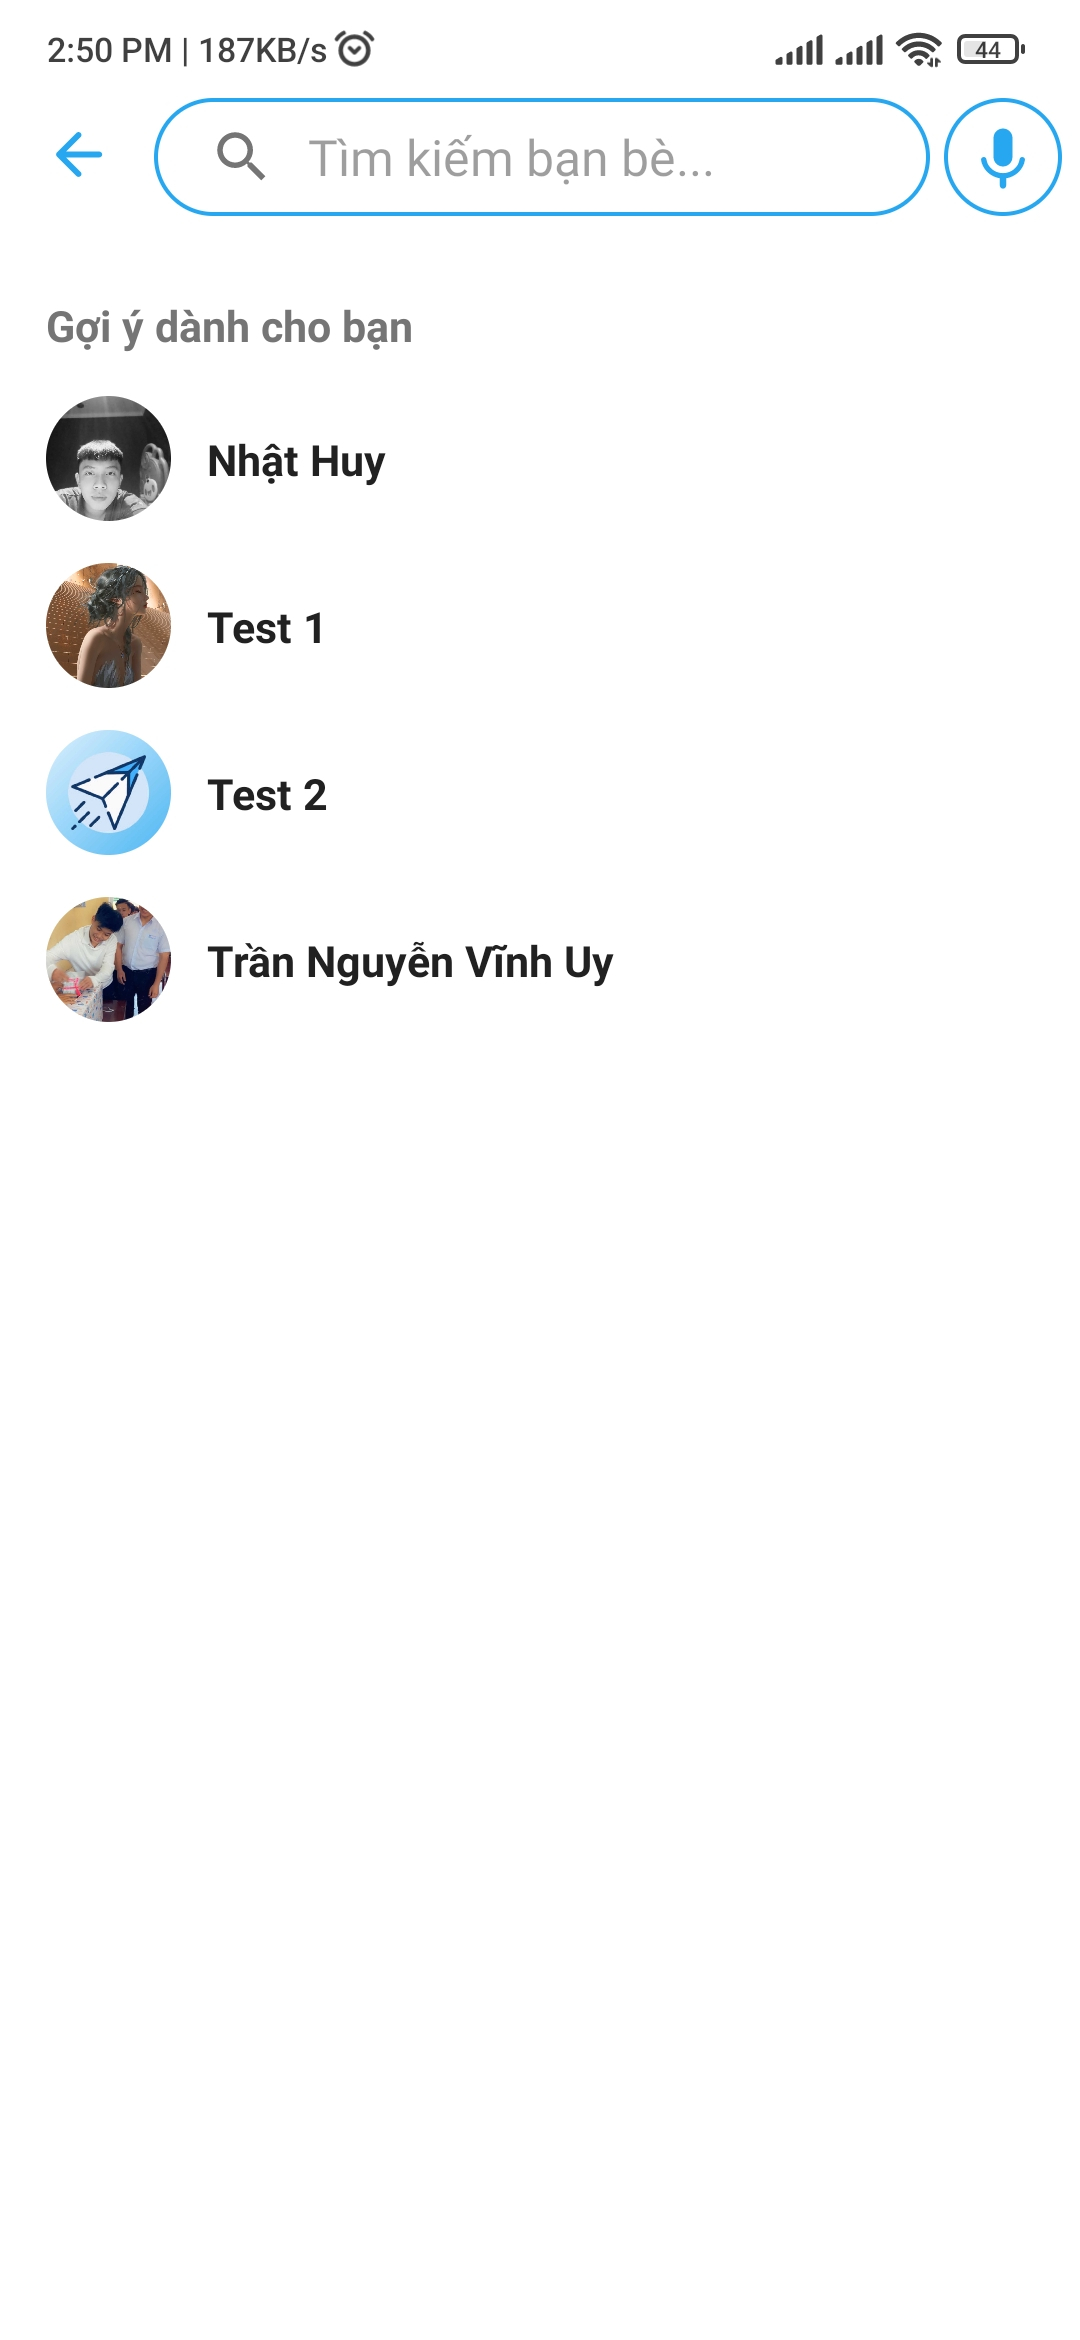 2:50 PM | 187KB/s
44
Tìm kiếm bạn bè...
Gợi ý dành cho bạn
Nhật Huy
Test 1
Test 2
Trần Nguyễn Vĩnh Uy